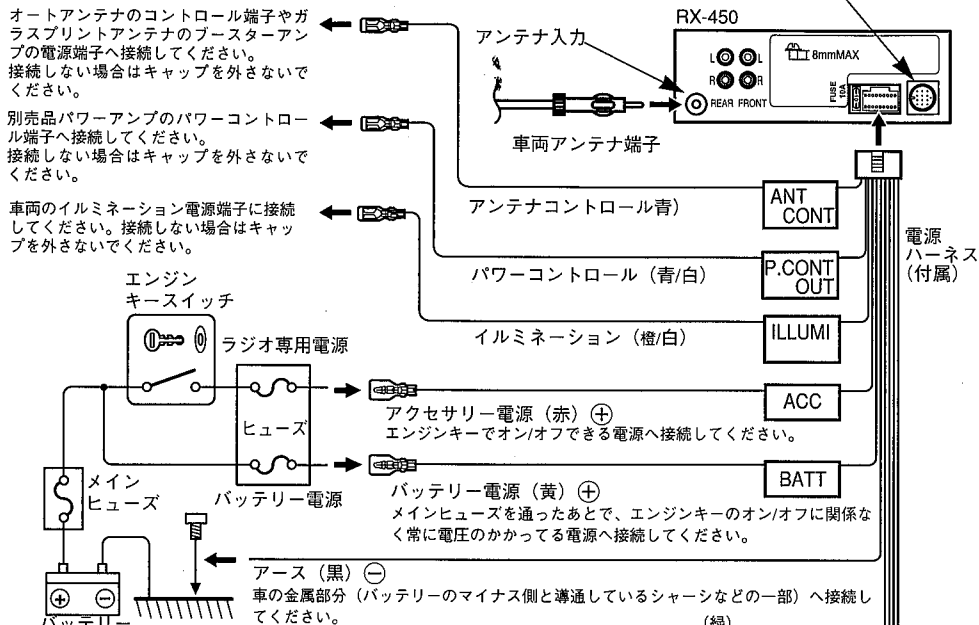 オートアンテナのコントロール端子やガ
ラスプリントアンテナのブースターアン
プの電源端子へ接続してください。
接続しない場合はキャップを外さないで
ください。
別売品パワーアンプのパワーコントロー
ル端子へ接続してください。
接続しない場合はキャップを外さないで
ください。
車両のイルミネーション電源端子に接続
してください。接続しない場合はキャッ
プを外さないでください。
アンテナ入力
RX-450
L L
8mmMAX
R R
REAR FRONT
FUSE
10A
車両アンテナ端子
アンテナコントロール青)
ANT
CONT
パワーコントロール（青/白）
P.CONT
OUT
イルミネーション（橙/白）
ILLUMI
電源
ハーネス
(付属)
エンジン
キースイッチ
ラジオ専用電源
ヒューズ
アクセサリー電源（赤）⊕
エンジンキーでオン/オフできる電源へ接続してください。
ACC
メイン
ヒューズ
バッテリー電源
バッテリー電源（黄）⊕
メインヒューズを通ったあとで、エンジンキーのオン/オフに関係な
く常に電圧のかかってる電源へ接続してください。
BATT
アース（黒）⊖
車の金属部分（バッテリーのマイナス側と導通しているシャーシなどの一部）へ接続し
てください。
⊕ ⊖
バッテリー
(緑)